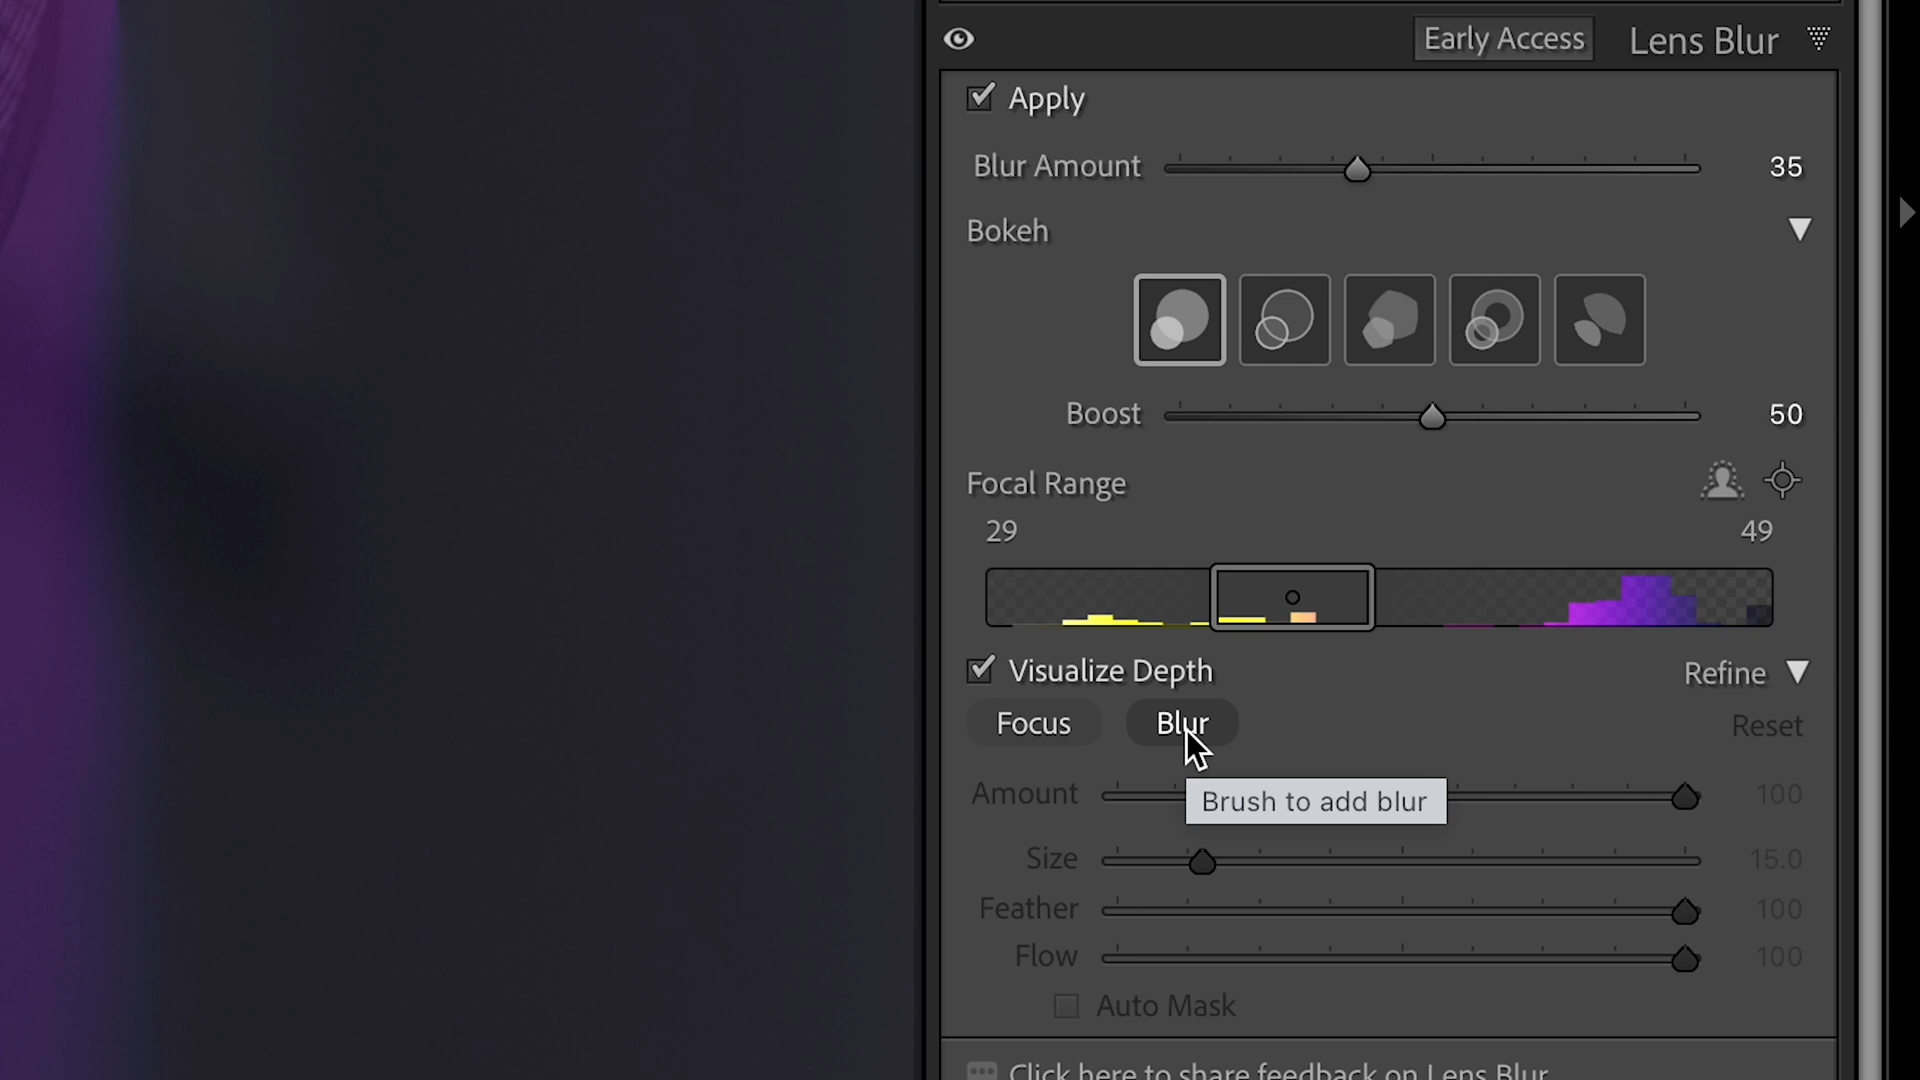 Early Access Lens Blur
Apply
Blur Amount 35
Bokeh
Boost 50
Focal Range
29 49
Visualize Depth Refine
Focus Blur Reset
Amount 100
Brush to add blur
Size 15.0
Feather 100
Flow 100
Auto Mask
Click here to share feedback on Lens Blur